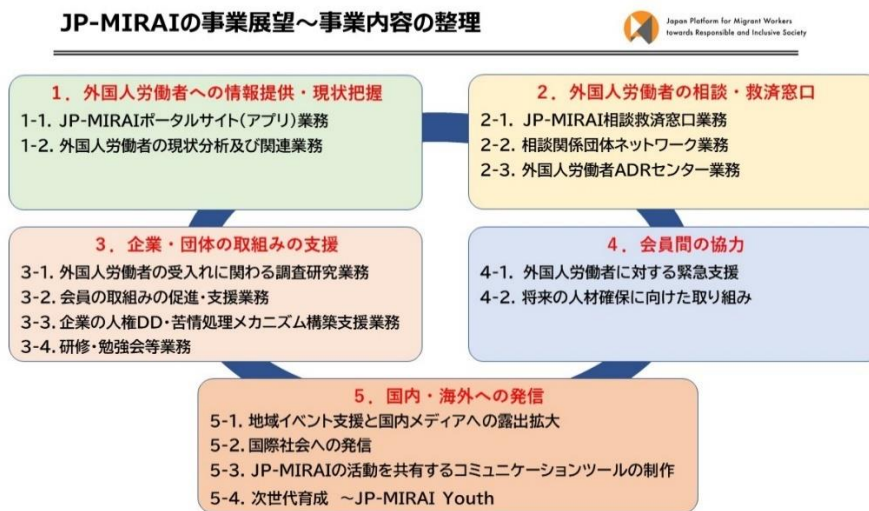 JP-MIRAIの事業展望～事業内容の整理
Japan Platform for Migrant Workers
towards Responsible and Inclusive Society
1．外国人労働者への情報提供・現状把握
1-1. JP-MIRAIポータルサイト(アプリ)業務
1-2. 外国人労働者の現状分析及び関連業務
2．外国人労働者の相談・救済窓口
2-1. JP-MIRAI相談救済窓口業務
2-2. 相談関係団体ネットワーク業務
2-3. 外国人労働者ADRセンター業務
3．企業・団体の取組みの支援
3-1. 外国人労働者の受入れに関わる調査研究業務
3-2. 会員の取組みの促進・支援業務
3-3. 企業の人権DD・苦情処理メカニズム構築支援業務
3-4. 研修・勉強会等業務
4．会員間の協力
4-1. 外国人労働者に対する緊急支援
4-2. 将来の人材確保に向けた取り組み
5．国内・海外への発信
5-1. 地域イベント支援と国内メディアへの露出拡大
5-2. 国際社会への発信
5-3. JP-MIRAIの活動を共有するコミュニケーションツールの制作
5-4. 次世代育成 ～JP-MIRAI Youth